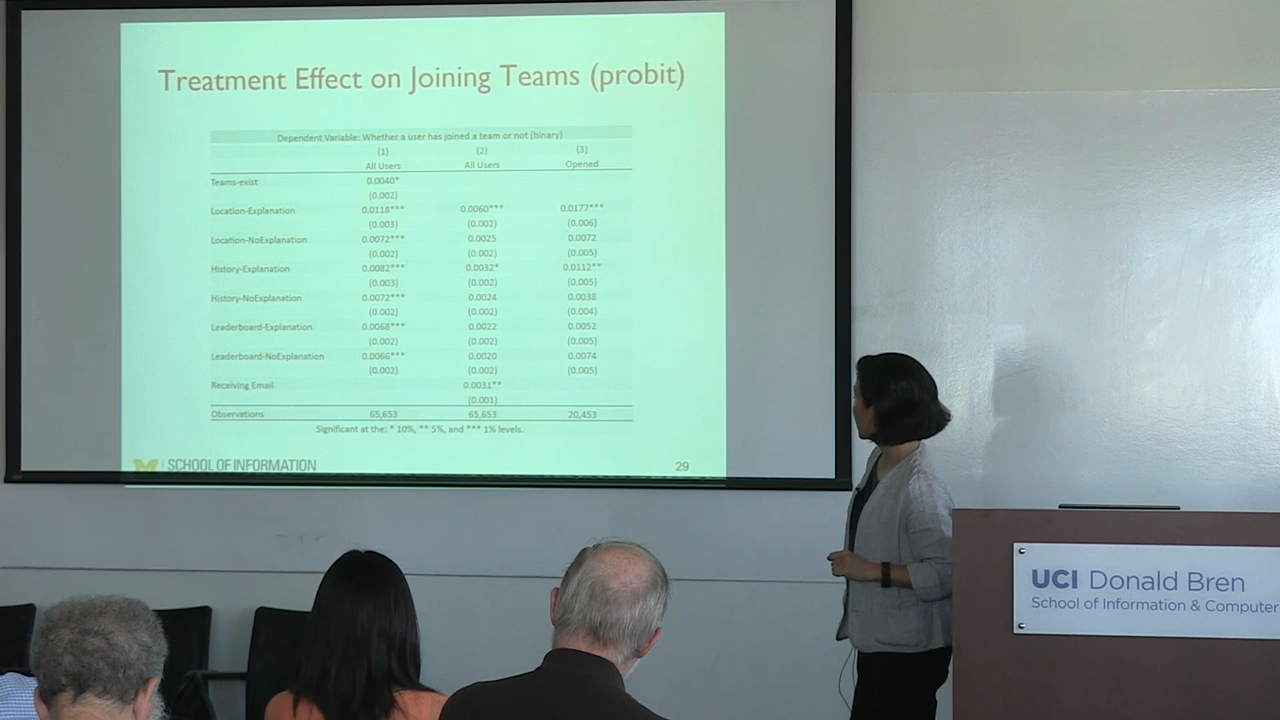 Treatment Effect on Joining Teams (probit)
Dependent Variable: Whether a user has joined a team or not (binary)
(1) (2) (3)
All Users All Users Opened
Teams-exist 0.0040*
(0.002)
Location-Explanation 0.0118*** 0.0060*** 0.0177***
(0.003) (0.002) (0.006)
Location-NoExplanation 0.0072*** 0.0025 0.0072
(0.002) (0.002) (0.005)
History-Explanation 0.0082*** 0.0032* 0.0112**
(0.003) (0.002) (0.005)
History-NoExplanation 0.0072*** 0.0024 0.0038
(0.002) (0.002) (0.004)
Leaderboard-Explanation 0.0068*** 0.0022 0.0052
(0.002) (0.002) (0.005)
Leaderboard-NoExplanation 0.0066*** 0.0020 0.0074
(0.002) (0.002) (0.005)
Receiving Email 0.0031**
(0.001)
Observations 65,653 65,653 20,453
Significant at the: * 10%, ** 5%, and *** 1% levels.
M SCHOOL OF INFORMATION 29
UCI Donald Bren
School of Information & Computer